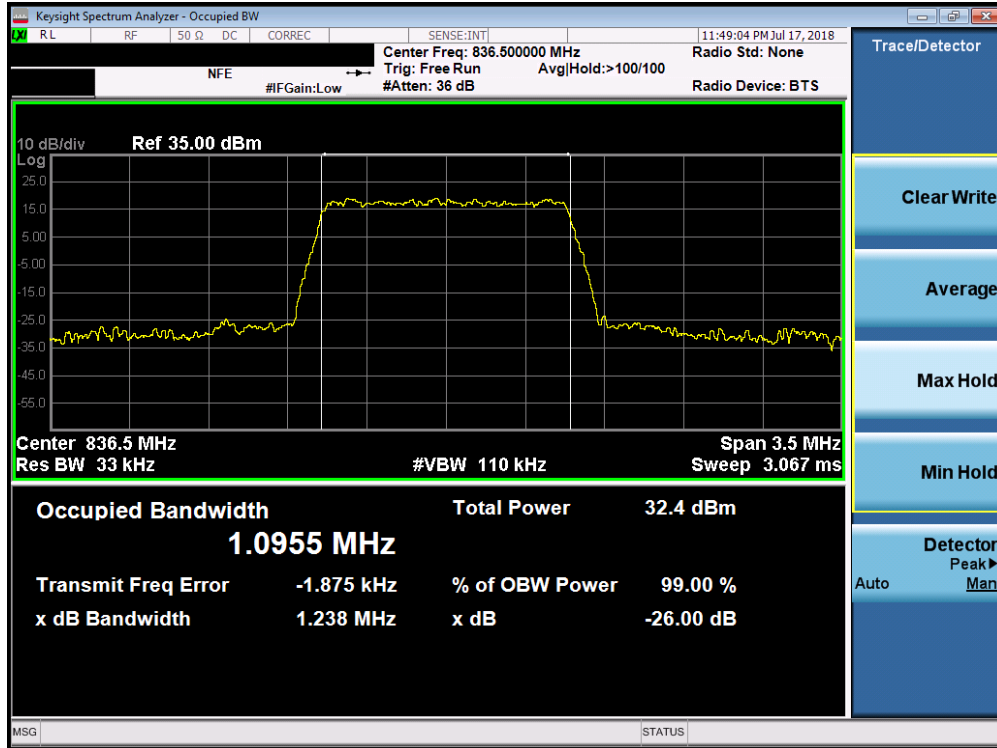 Keysight Spectrum Analyzer - Occupied BW
LXI RL RF 50 Ω DC CORREC SENSE:INT 11:49:04 PM Jul 17, 2018
Center Freq: 836.500000 MHz Radio Std: None
NFE Trig: Free Run Avg|Hold:>100/100
#IFGain:Low #Atten: 36 dB Radio Device: BTS
10 dB/div Ref 35.00 dBm
Log
25.0
15.0
5.00
-5.00
-15.0
-25.0
-35.0
-45.0
-55.0
Center 836.5 MHz Span 3.5 MHz
Res BW 33 kHz #VBW 110 kHz Sweep 3.067 ms
Occupied Bandwidth Total Power 32.4 dBm
1.0955 MHz
Transmit Freq Error -1.875 kHz % of OBW Power 99.00 %
x dB Bandwidth 1.238 MHz x dB -26.00 dB
MSG STATUS
Trace/Detector
Clear Write
Average
Max Hold
Min Hold
Detector
Peak▶
Auto Man